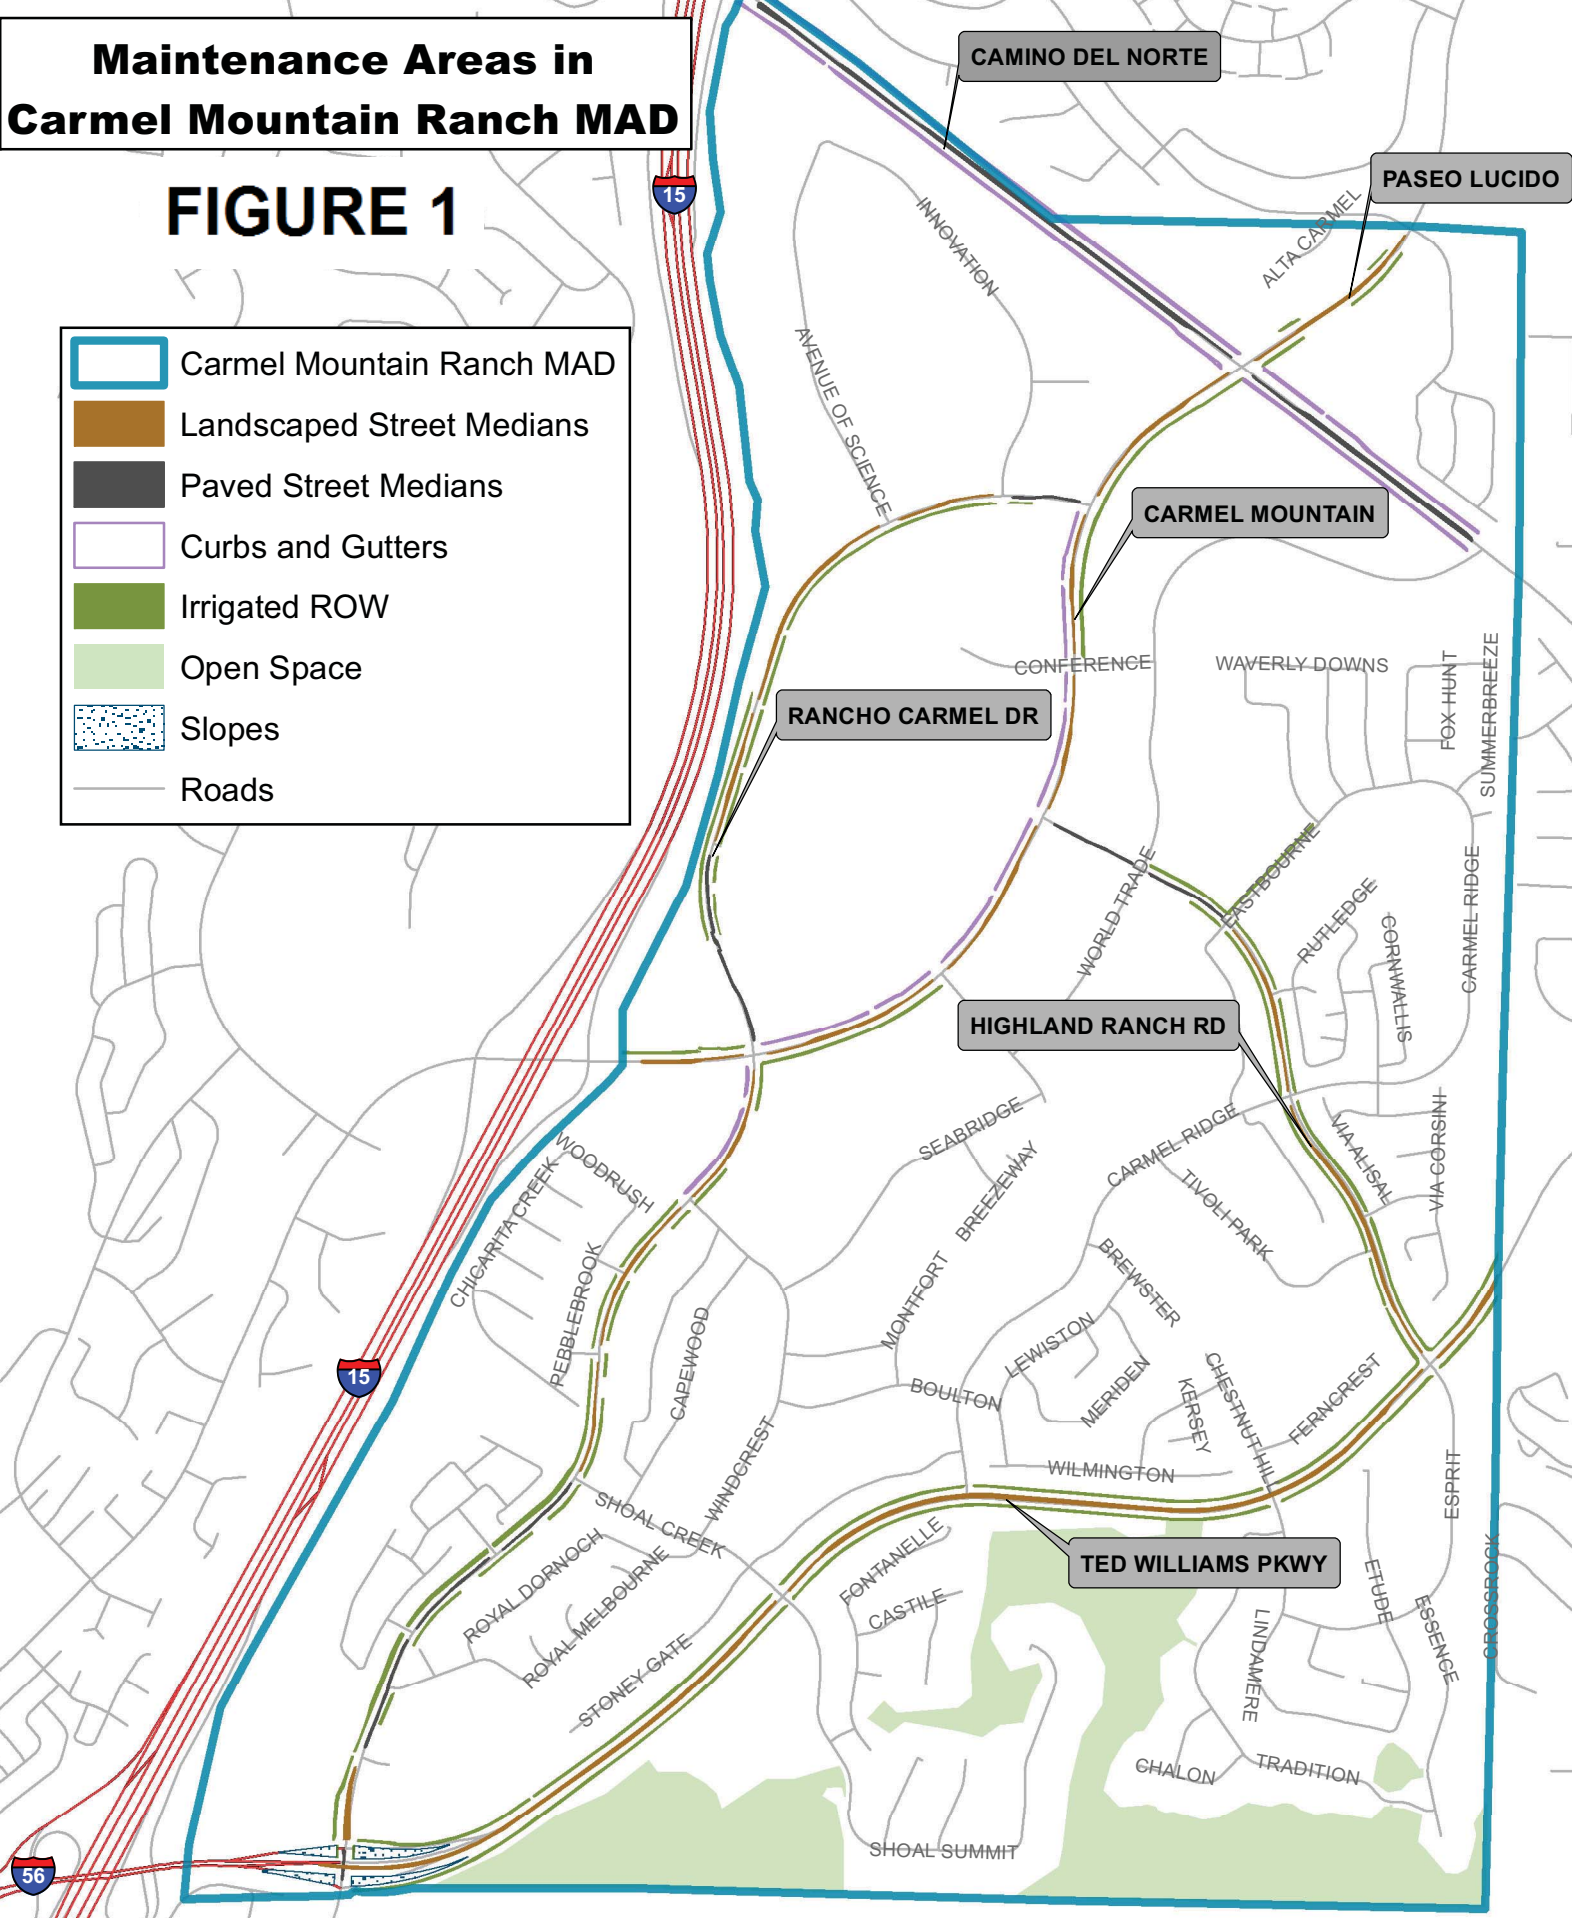 Maintenance Areas in
Carmel Mountain Ranch MAD
FIGURE 1
Carmel Mountain Ranch MAD
Landscaped Street Medians
Paved Street Medians
Curbs and Gutters
Irrigated ROW
Open Space
Slopes
Roads
15
CAMINO DEL NORTE
PASEO LUCIDO
ALTA CARMEL
INNOVATION
AVENUE OF SCIENCE
CARMEL MOUNTAIN
CONFERENCE
WAVERLY DOWNS
FOX HUNT
SUMMERBREEZE
RANCHO CARMEL DR
EASTBOURNE
WORLD TRADE
RUTLEDGE
CORNWALLIS
CARMEL RIDGE
HIGHLAND RANCH RD
SEABRIDGE
BREEZEWAY
CARMEL RIDGE
VIA ALISAL
VIA CORSINI
WOODRUSH
CHICARITA CREEK
TIVOLI PARK
PEBBLEBROOK
MONTFORT
BREWSTER
CAPEWOOD
LEWISTON
15
BOULTON
MERIDEN
KERSEY
CHESTNUT HILL
FERNCREST
WINDCREST
WILMINGTON
ESPRIT
SHOAL CREEK
ROYAL DORNOCH
ROYAL MELBOURNE
FONTANELLE
CASTILE
TED WILLIAMS PKWY
STONEY GATE
LINDAMERE
ETUDE
ESSENCE
CROSSROCK
CHALON
TRADITION
SHOAL SUMMIT
56